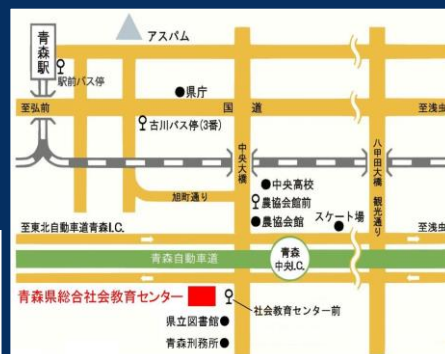 アスパム
青森駅
駅前バス停
県庁
至弘前
国道
至浅虫
古川バス停(3番)
中央大橋
八甲田大橋
観光通り
旭町通り
中央高校
農協会館前
農協会館
スケート場
至東北自動車道青森I.C.
至浅虫
青森自動車道
青森
中央I.C.
青森県総合社会教育センター
社会教育センター前
県立図書館
青森刑務所